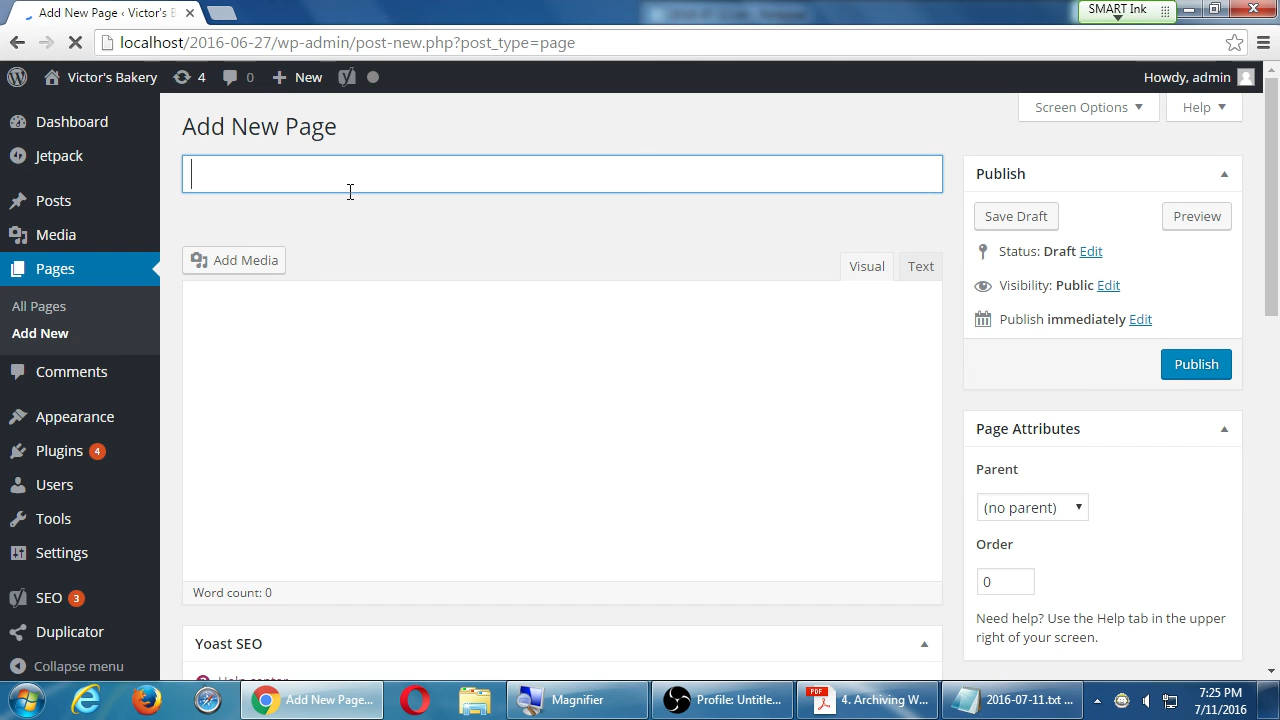 Add New Page ‹ Victor's B
SMART Ink
localhost/2016-06-27/wp-admin/post-new.php?post_type=page
Victor's Bakery
4
0
New
Howdy, admin
Dashboard
Jetpack
Posts
Media
Pages
All Pages
Add New
Comments
Appearance
Plugins 4
Users
Tools
Settings
SEO 3
Duplicator
Collapse menu
Screen Options
Help
Add New Page
Add Media
Visual
Text
Word count: 0
Yoast SEO
Help center
Publish
Save Draft
Preview
Status: Draft Edit
Visibility: Public Edit
Publish immediately Edit
Publish
Page Attributes
Parent
(no parent)
Order
0
Need help? Use the Help tab in the upper
right of your screen.
Add New Page...
Magnifier
Profile: Untitle...
PDF
4. Archiving W...
2016-07-11.txt ...
7:25 PM
7/11/2016